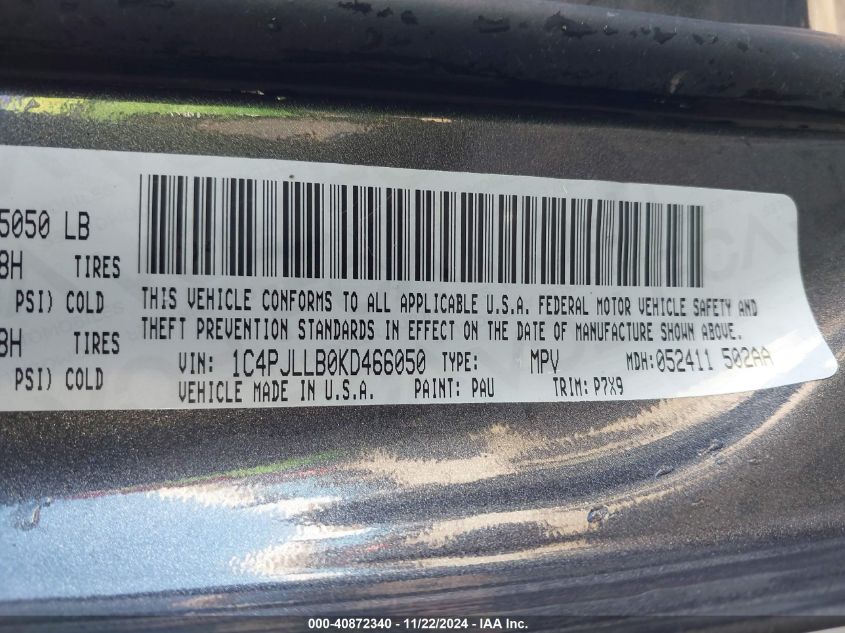 5050 LB
8H TIRES
PSI) COLD
8H TIRES
PSI) COLD
THIS VEHICLE CONFORMS TO ALL APPLICABLE U.S.A. FEDERAL MOTOR VEHICLE SAFETY AND
THEFT PREVENTION STANDARDS IN EFFECT ON THE DATE OF MANUFACTURE SHOWN ABOVE.
VIN: 1C4PJLLB0KD466050 TYPE: MPV MDH:052411 502AA
VEHICLE MADE IN U.S.A. PAINT: PAU TRIM: P7X9
000-40872340 - 11/22/2024 - IAA Inc.